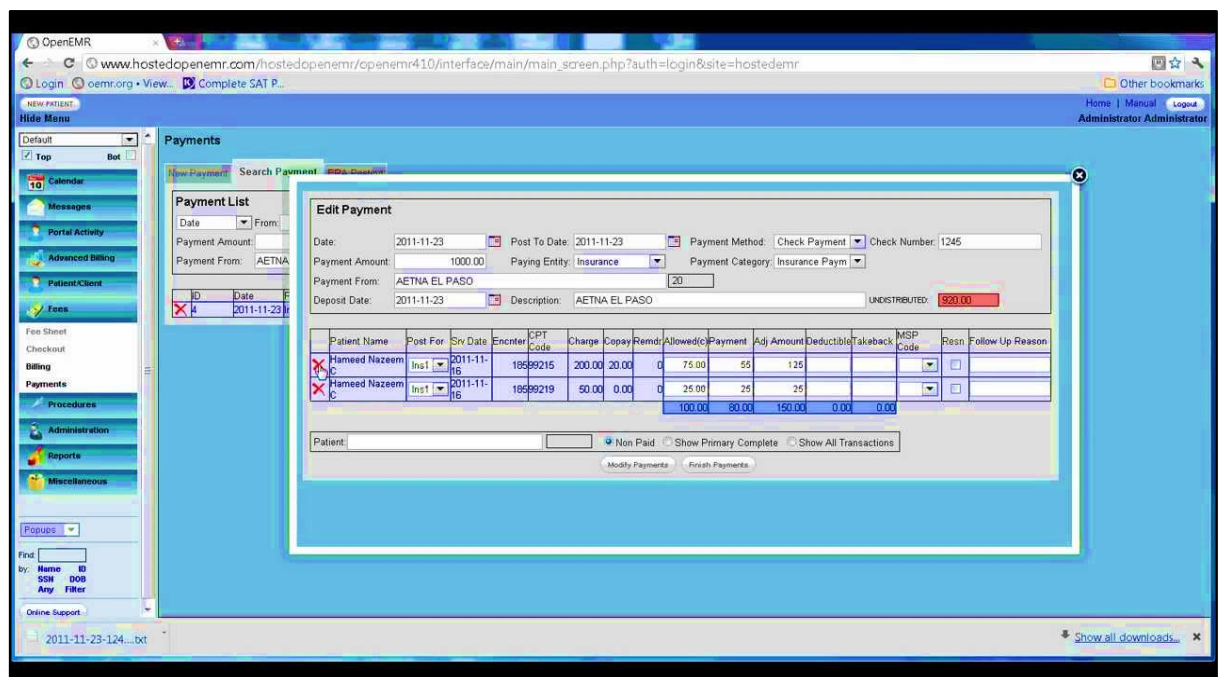 OpenEMR
www.hostedopenemr.com/hostedopenemr/openemr410/interface/main/main_screen.php?auth=login&site=hostedemr
Login oemr.org • View... Complete SAT P... Other bookmarks
NEW PATIENT Home | Manual Logout
Hide Menu Administrator Administrator
Default
Top Bot
Payments
New Payment Search Payment ERA Posting
10 Calendar
Messages
Portal Activity
Advanced Billing
Patient/Client
Fees
Fee Sheet
Checkout
Billing
Payments
Procedures
Administration
Reports
Miscellaneous
Popups
Find:
by: Name ID
SSN DOB
Any Filter
Online Support
Payment List
Date From:
Payment Amount:
Payment From: AETNA
ID Date
4 2011-11-23
Edit Payment
Date: 2011-11-23 Post To Date: 2011-11-23 Payment Method: Check Payment Check Number: 1245
Payment Amount: 1000.00 Paying Entity: Insurance Payment Category: Insurance Paym
Payment From: AETNA EL PASO 20
Deposit Date: 2011-11-23 Description: AETNA EL PASO UNDISTRIBUTED: 920.00
Patient Name Post For Srv Date Encnter CPT Code Charge Copay Remdr Allowed(c) Payment Adj Amount Deductible Takeback MSP Code Resn Follow Up Reason
Hameed Nazeem C Ins1 2011-11-16 185 99215 200.00 20.00 0 75.00 55 125
Hameed Nazeem C Ins1 2011-11-16 185 99219 50.00 0.00 0 25.00 25 25
100.00 80.00 150.00 0.00 0.00
Patient: Non Paid Show Primary Complete Show All Transactions
Modify Payments Finish Payments
2011-11-23-124....txt Show all downloads...